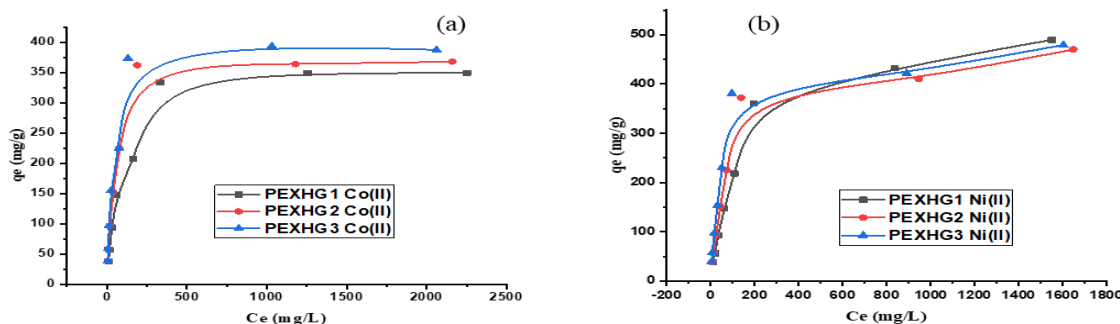 (a)
400
350
300
250
200
150
100
50
0
qe (mg/g)
PEXHG1 Co(II)
PEXHG2 Co(II)
PEXHG3 Co(II)
0 500 1000 1500 2000 2500
Ce (mg/L)
(b)
500
400
300
200
100
0
qe (mg/g)
PEXHG1 Ni(II)
PEXHG2 Ni(II)
PEXHG3 Ni(II)
-200 0 200 400 600 800 1000 1200 1400 1600 1800
Ce (mg/L)